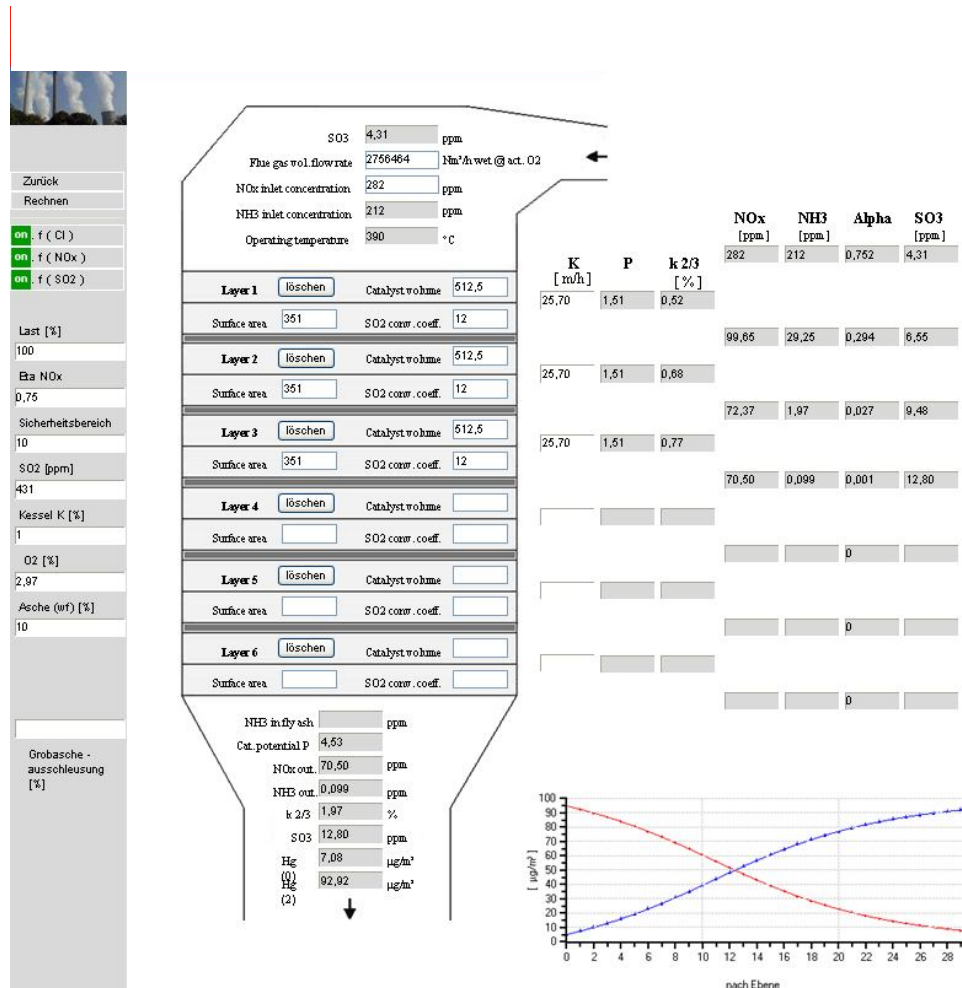 Zurück
Rechnen
on . f ( Cl )
on . f ( NOx )
on . f ( SO2 )
Last [%]
100
Eta NOx
0,75
Sicherheitsbereich
10
SO2 [ppm]
431
Kessel K [%]
1
O2 [%]
2,97
Asche (wf) [%]
10
Grobasche -
ausschleusung
[%]
SO3 4,31 ppm
Flue gas vol.flow rate 2756464 Nm³/h wet @ act. O2
NOx inlet concentration 282 ppm
NH3 inlet concentration 212 ppm
Operating temperature 390 °C
Layer 1 löschen Catalyst volume 512,5
Surface area 351 SO2 conv. coeff. 12
Layer 2 löschen Catalyst volume 512,5
Surface area 351 SO2 conv. coeff. 12
Layer 3 löschen Catalyst volume 512,5
Surface area 351 SO2 conv. coeff. 12
Layer 4 löschen Catalyst volume
Surface area SO2 conv. coeff.
Layer 5 löschen Catalyst volume
Surface area SO2 conv. coeff.
Layer 6 löschen Catalyst volume
Surface area SO2 conv. coeff.
NH3 in fly ash ppm
Cat. potential P 4,53
NOx out. 70,50 ppm
NH3 out. 0,099 ppm
k 2/3 1,97 %
SO3 12,80 ppm
Hg (0) 7,08 µg/m³
Hg (2) 92,92 µg/m³
K P k 2/3
[ m/h ] [ % ]
25,70 1,51 0,52
25,70 1,51 0,68
25,70 1,51 0,77
NOx NH3 Alpha SO3
[ppm] [ppm] [ppm]
282 212 0,752 4,31
99,65 29,25 0,294 6,55
72,37 1,97 0,027 9,48
70,50 0,099 0,001 12,80
0
0
0
100
90
80
70
60
50
40
30
20
10
0
[ µg/m³ ]
0 2 4 6 8 10 12 14 16 18 20 22 24 26 28
nach Ebene